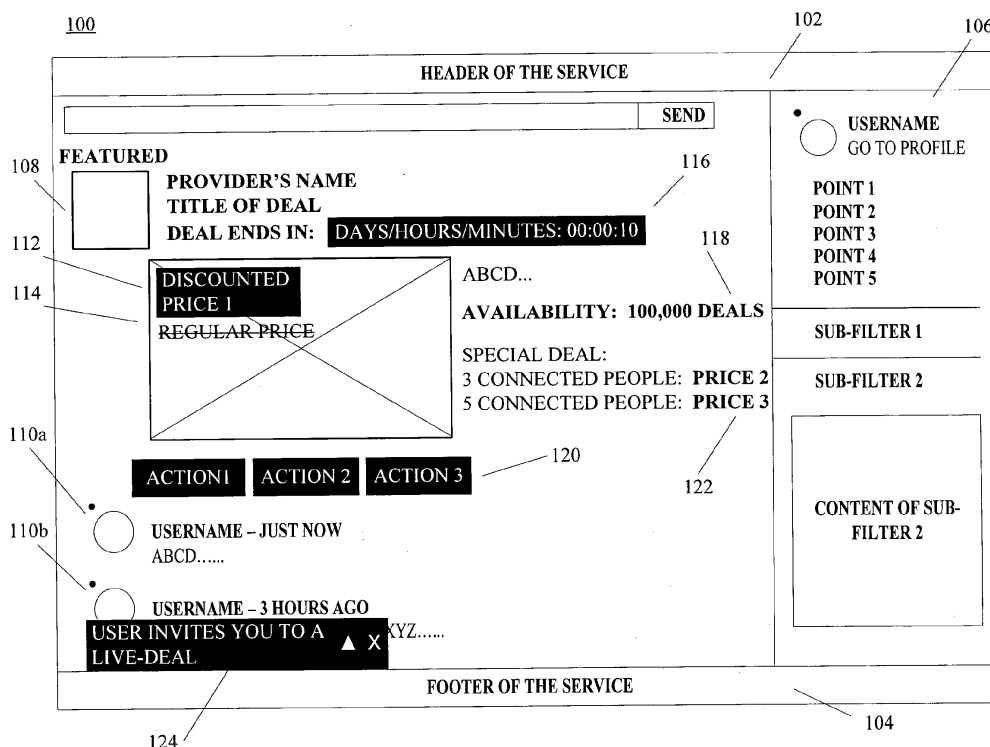 100
102
106
HEADER OF THE SERVICE
SEND
USERNAME
GO TO PROFILE
FEATURED
108
PROVIDER'S NAME
TITLE OF DEAL
DEAL ENDS IN: DAYS/HOURS/MINUTES: 00:00:10
116
POINT 1
POINT 2
POINT 3
POINT 4
POINT 5
112
114
DISCOUNTED
PRICE 1
REGULAR PRICE
118
ABCD...
AVAILABILITY: 100,000 DEALS
SPECIAL DEAL:
3 CONNECTED PEOPLE: PRICE 2
5 CONNECTED PEOPLE: PRICE 3
SUB-FILTER 1
SUB-FILTER 2
110a
ACTION1
ACTION 2
ACTION 3
120
122
CONTENT OF SUB-
FILTER 2
110b
USERNAME – JUST NOW
ABCD......
USERNAME – 3 HOURS AGO
XYZ......
USER INVITES YOU TO A
LIVE-DEAL
▲ X
FOOTER OF THE SERVICE
104
124